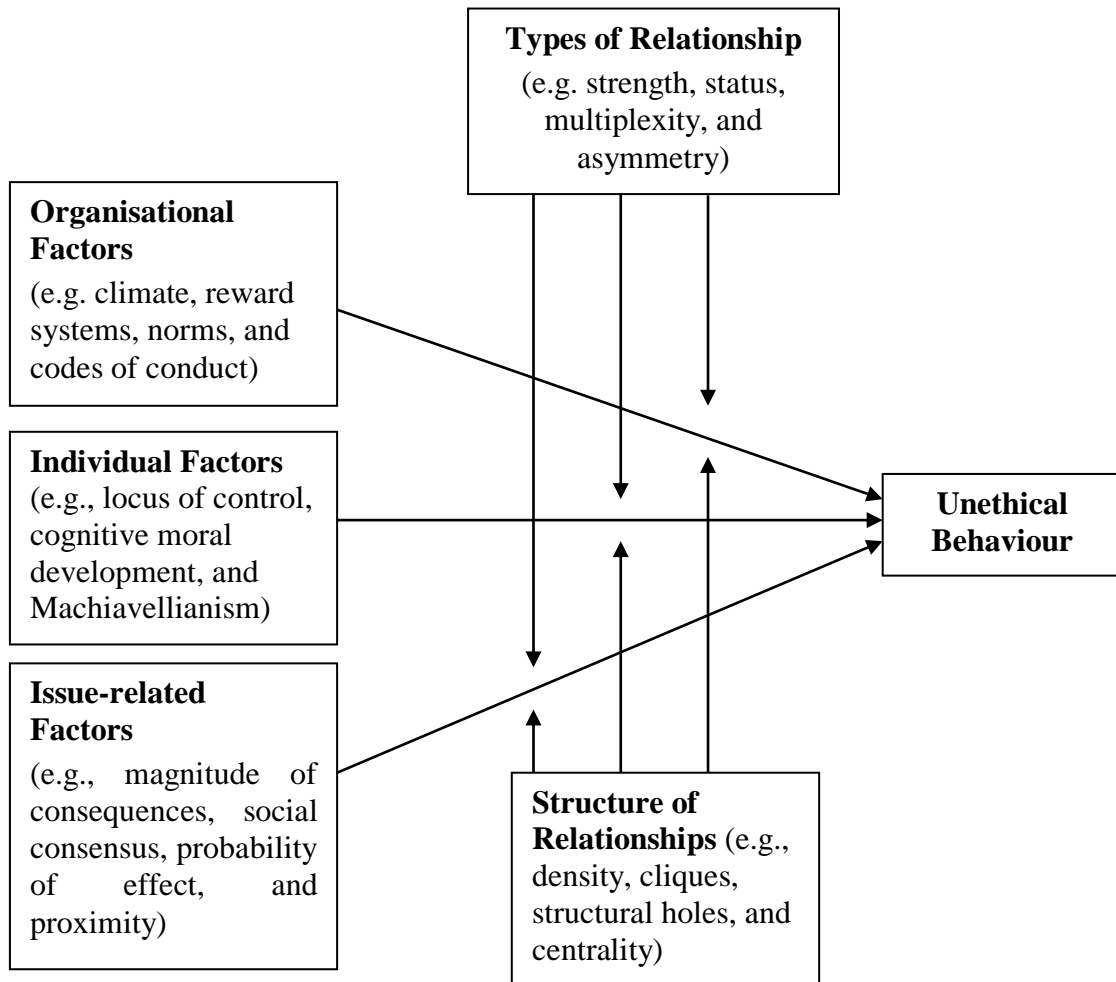 Types of Relationship
(e.g. strength, status,
multiplexity, and
asymmetry)
Organisational
Factors
(e.g. climate, reward
systems, norms, and
codes of conduct)
Individual Factors
(e.g., locus of control,
cognitive moral
development, and
Machiavellianism)
Issue-related
Factors
(e.g., magnitude of
consequences, social
consensus, probability
of effect, and
proximity)
Unethical
Behaviour
Structure of
Relationships (e.g.,
density, cliques,
structural holes, and
centrality)